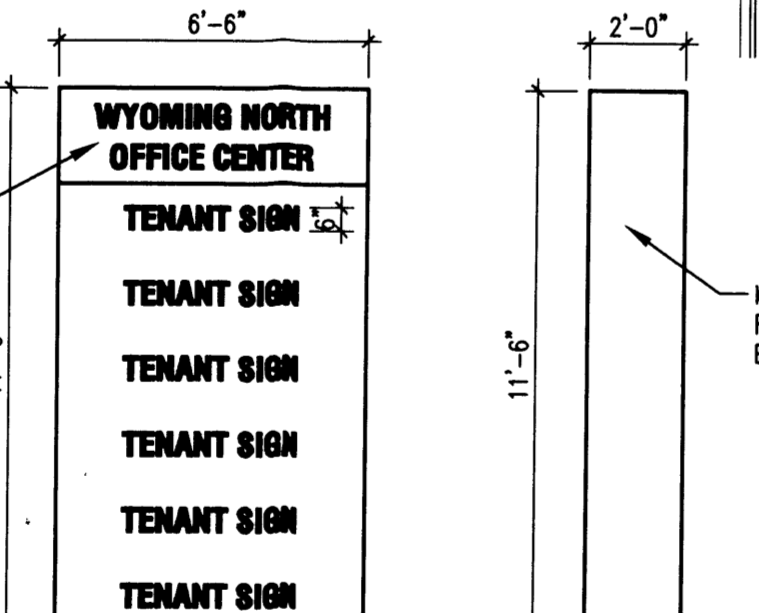 6'-6"
2'-0"
WYOMING NORTH
OFFICE CENTER
TENANT SIGN
6"
TENANT SIGN
TENANT SIGN
11'-6"
TENANT SIGN
TENANT SIGN
TENANT SIGN